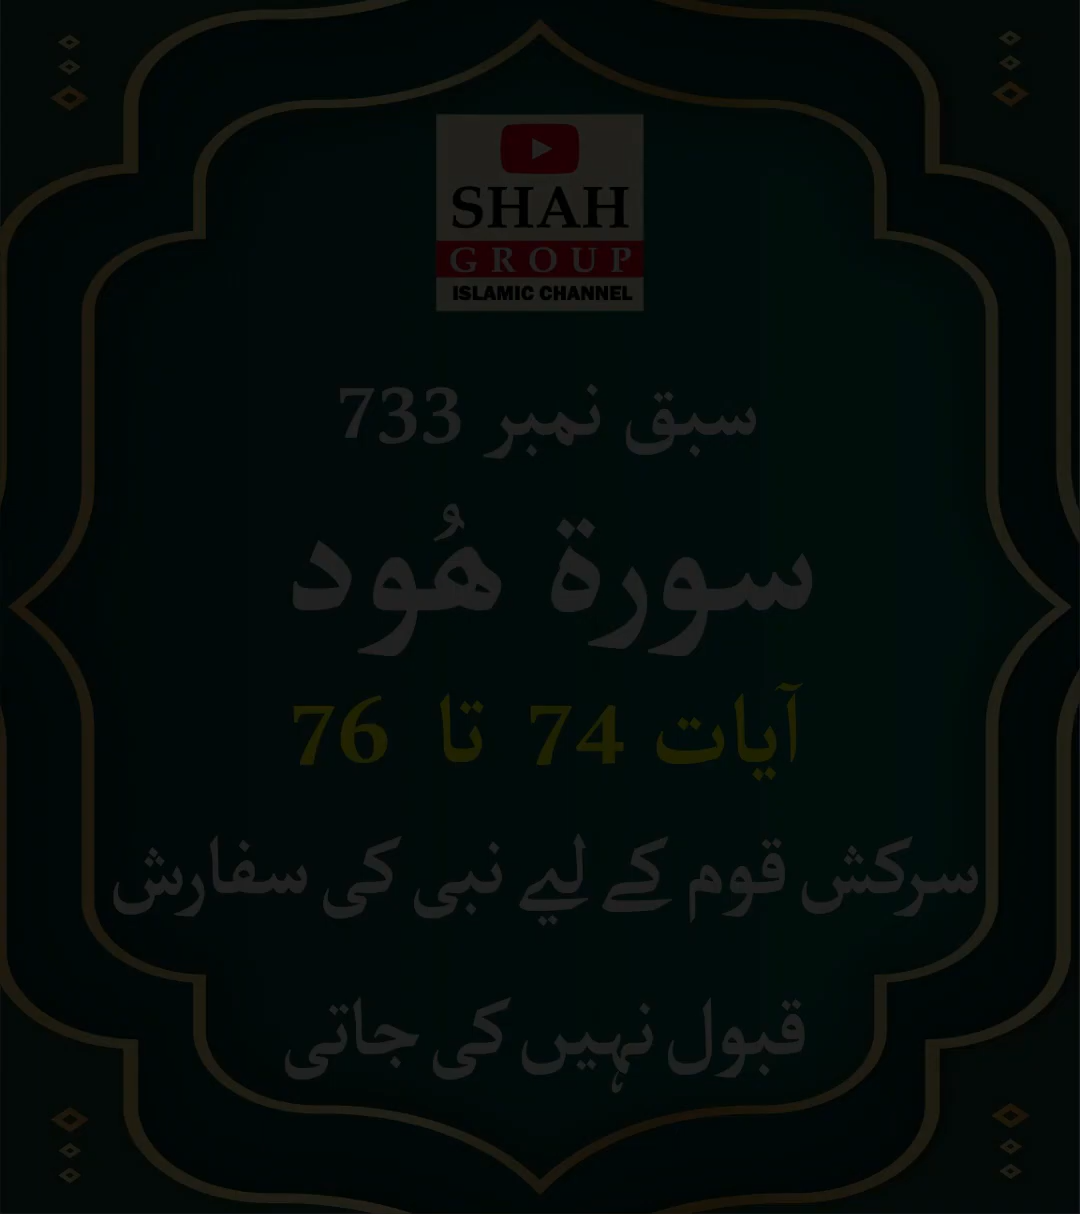 SHAH
GROUP
ISLAMIC CHANNEL
سبق نمبر 733
سورة هُود
آیات 74 تا 76
سرکش قوم کے لیے نبی کی سفارش
قبول نہیں کی جاتی